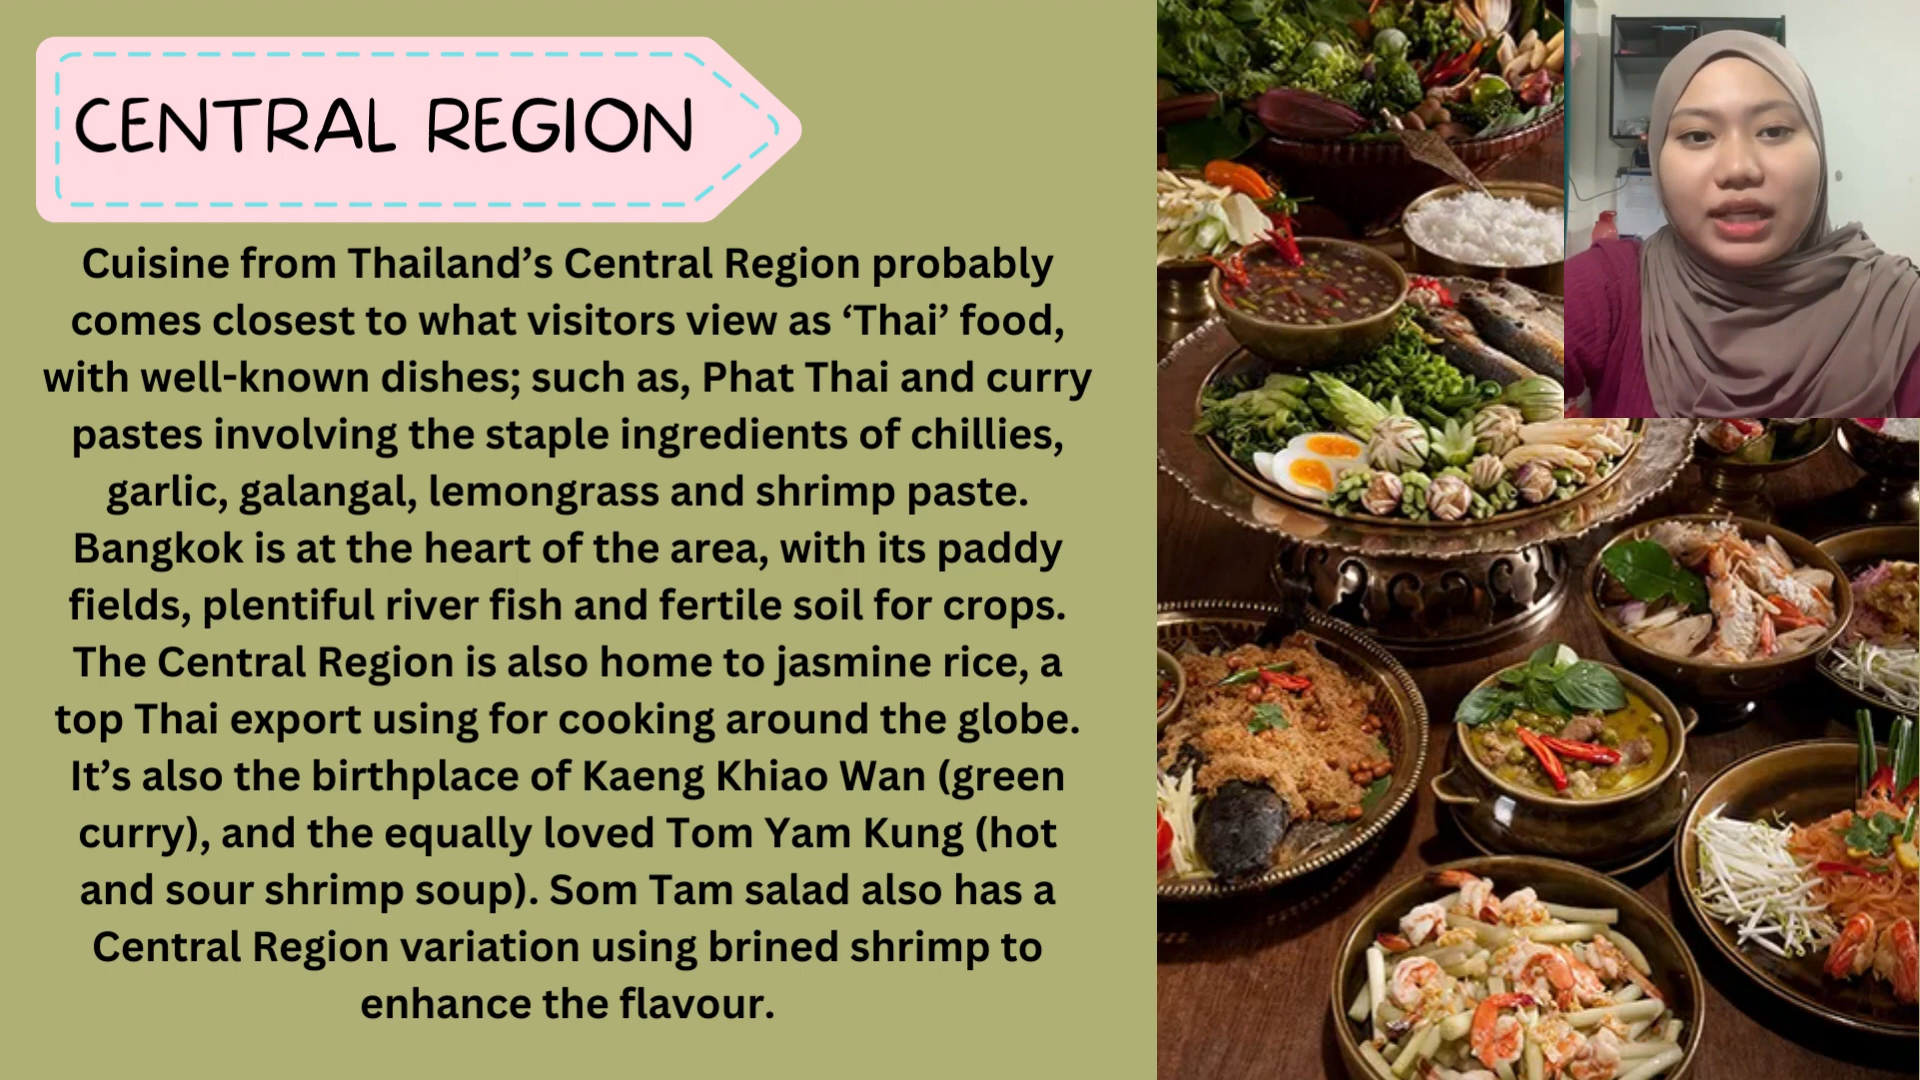 CENTRAL REGION
Cuisine from Thailand’s Central Region probably
comes closest to what visitors view as ‘Thai’ food,
with well-known dishes; such as, Phat Thai and curry
pastes involving the staple ingredients of chillies,
garlic, galangal, lemongrass and shrimp paste.
Bangkok is at the heart of the area, with its paddy
fields, plentiful river fish and fertile soil for crops.
The Central Region is also home to jasmine rice, a
top Thai export using for cooking around the globe.
It’s also the birthplace of Kaeng Khiao Wan (green
curry), and the equally loved Tom Yam Kung (hot
and sour shrimp soup). Som Tam salad also has a
Central Region variation using brined shrimp to
enhance the flavour.